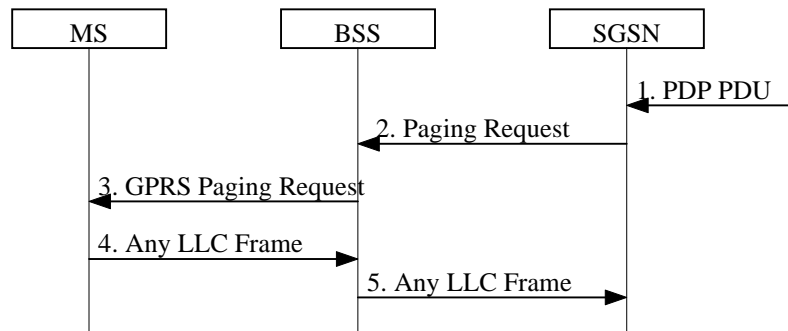 MS
BSS
SGSN
1. PDP PDU
2. Paging Request
3. GPRS Paging Request
4. Any LLC Frame
5. Any LLC Frame